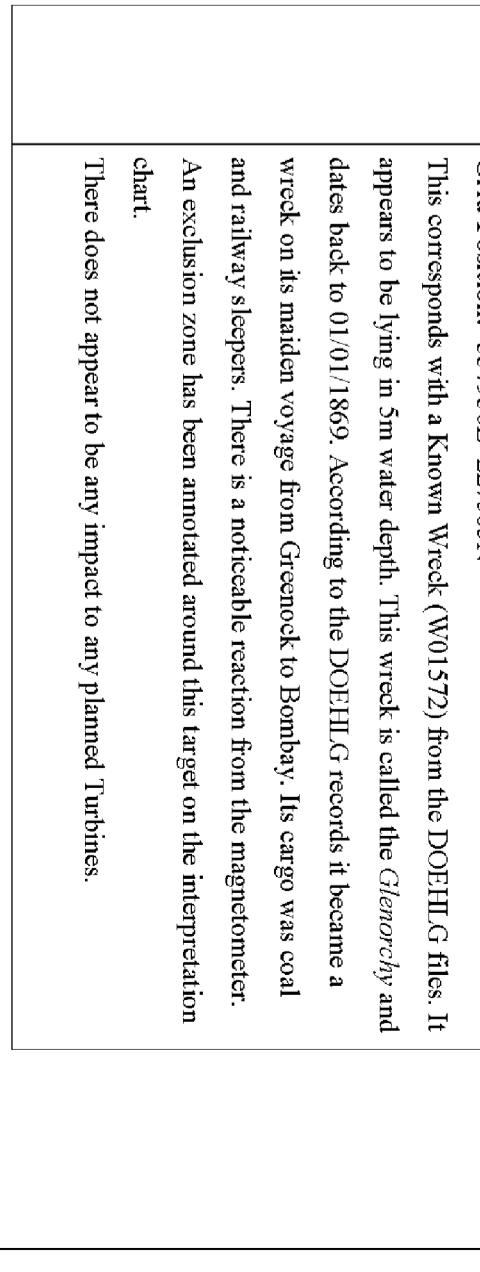 This corresponds with a Known Wreck (W01572) from the DOEHLG files. It
appears to be lying in 5m water depth. This wreck is called the Glenorchy and
dates back to 01/01/1869. According to the DOEHLG records it became a
wreck on its maiden voyage from Greenock to Bombay. Its cargo was coal
and railway sleepers. There is a noticeable reaction from the magnetometer.
An exclusion zone has been annotated around this target on the interpretation
chart.
There does not appear to be any impact to any planned Turbines.